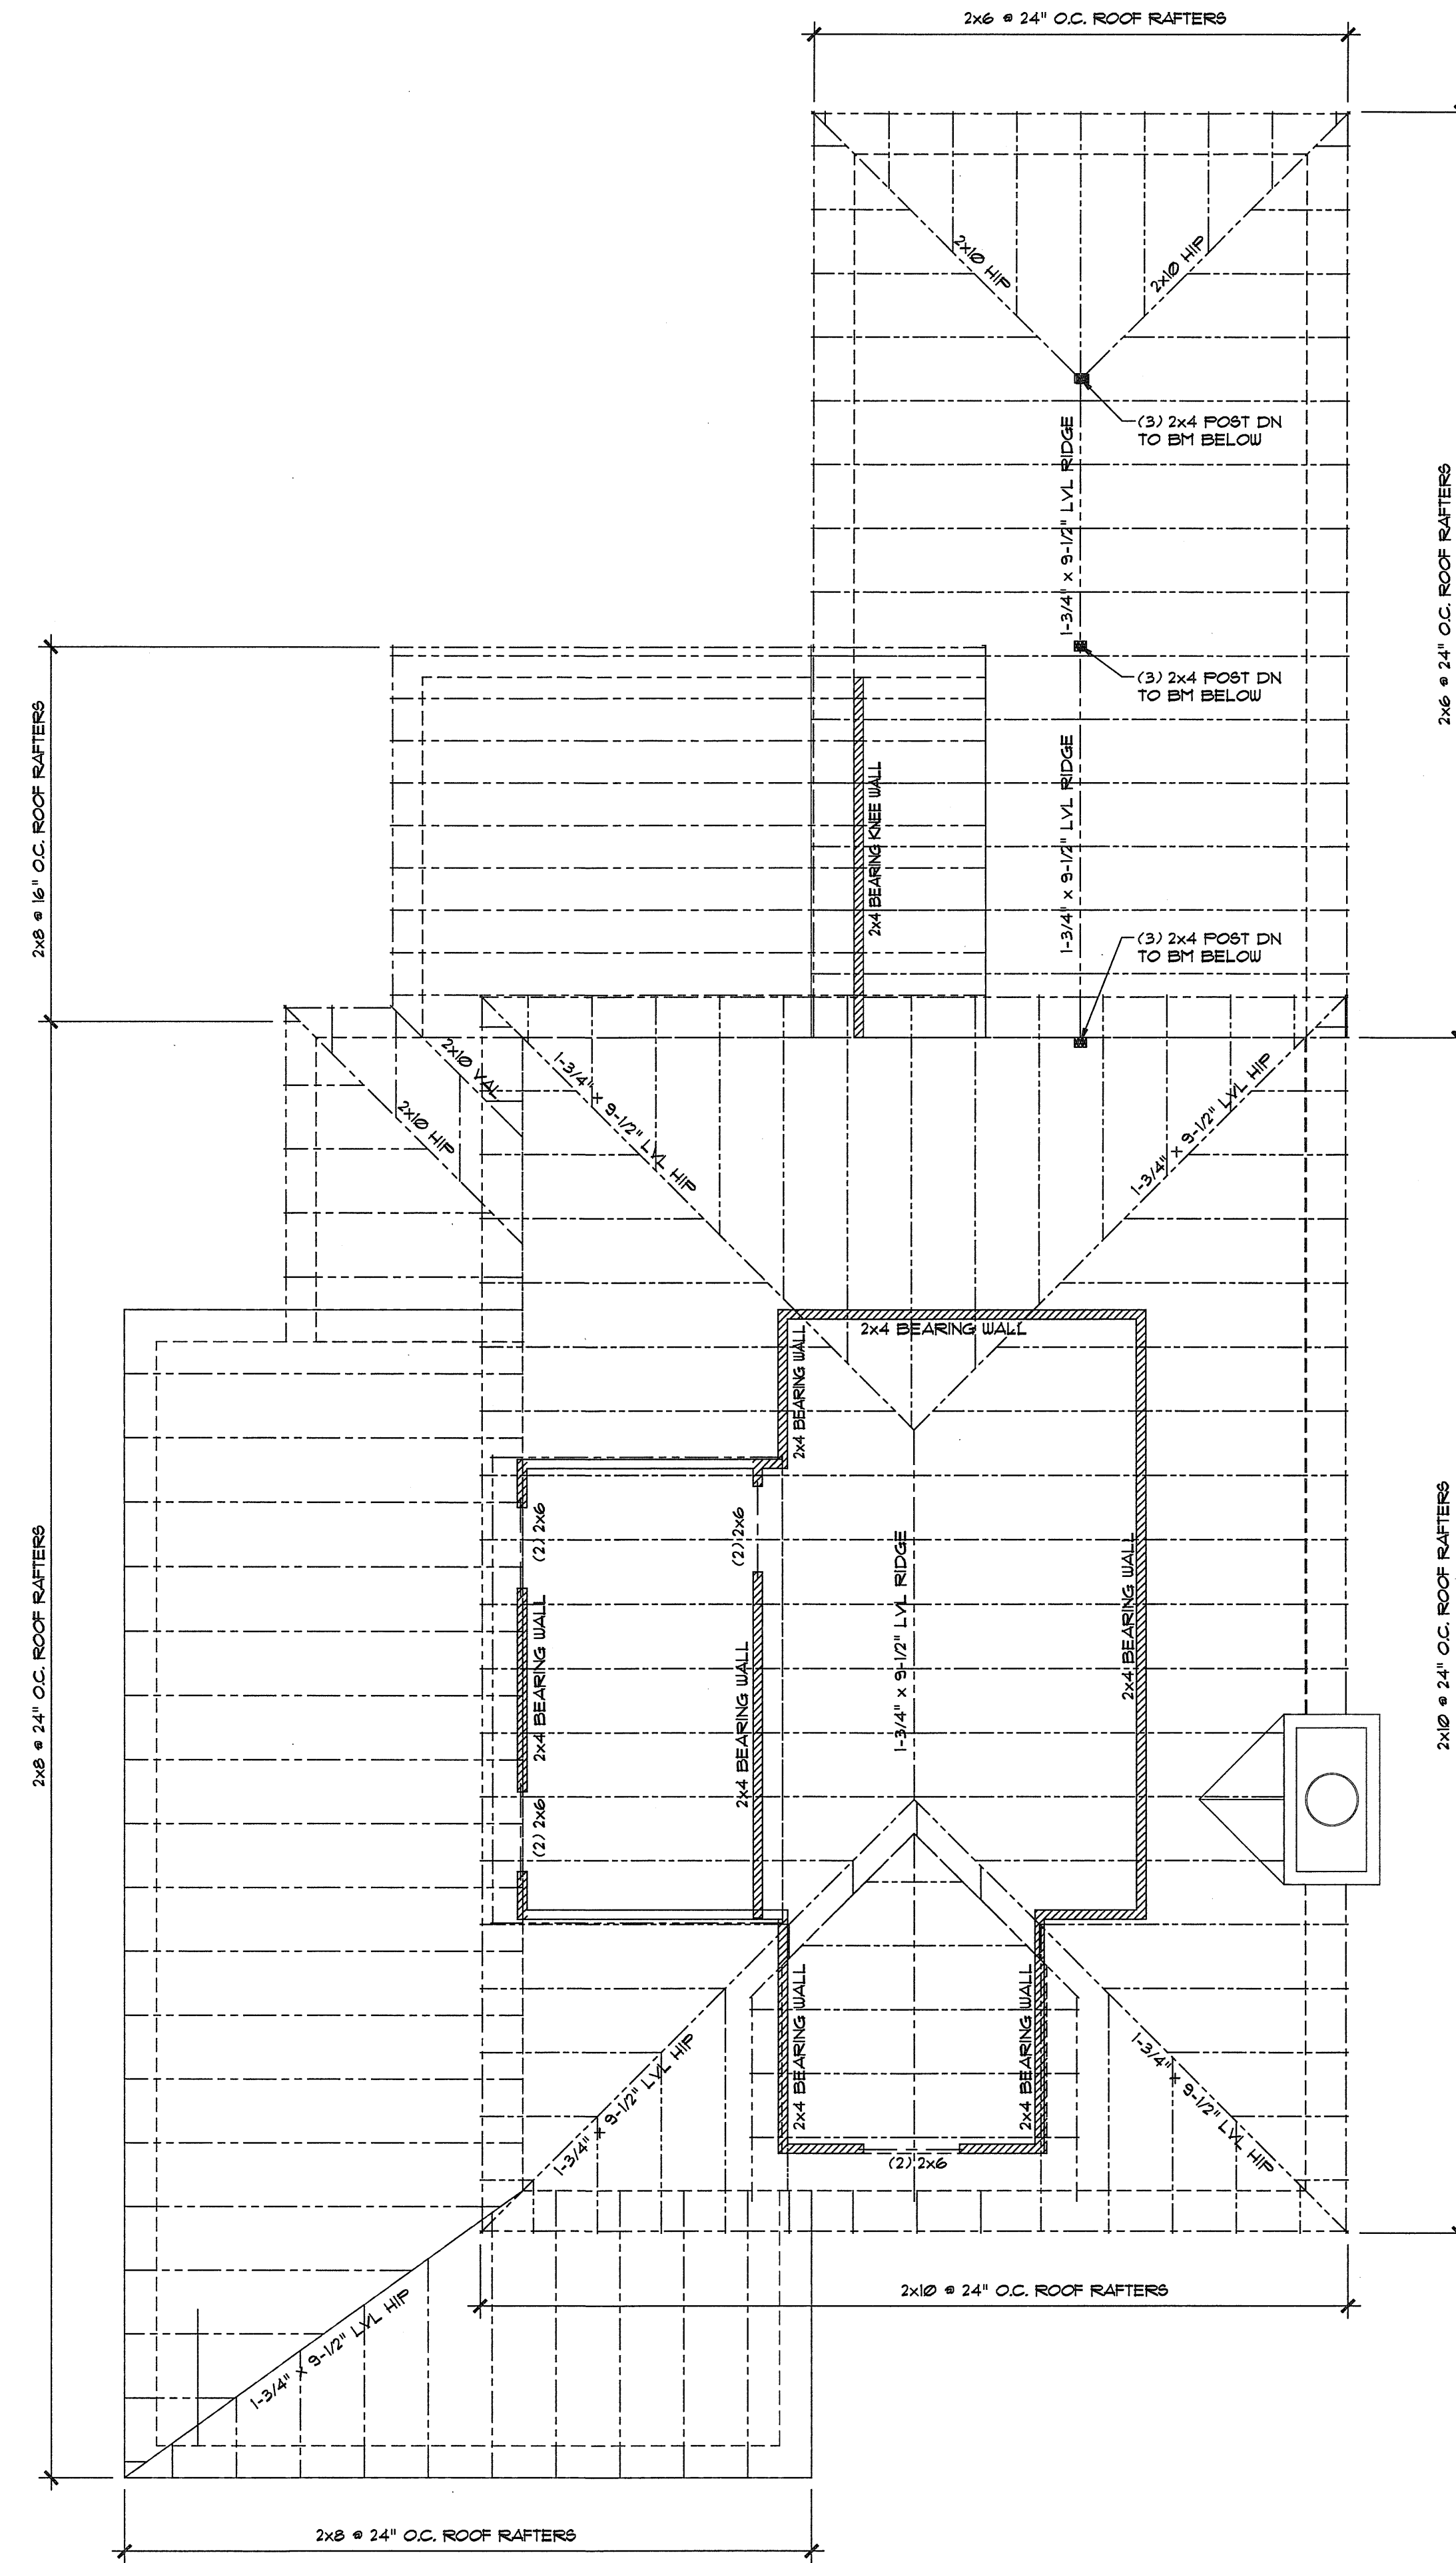 2x6 @ 24" O.C. ROOF RAFTERS
2x10 HIP
2x10 HIP
(3) 2x4 POST DN
TO BM BELOW
1-3/4" x 9-1/2" LVL RIDGE
2x6 @ 24" O.C. ROOF RAFTERS
(3) 2x4 POST DN
TO BM BELOW
2x8 @ 16" O.C. ROOF RAFTERS
2x4 BEARING KNEE WALL
1-3/4" x 9-1/2" LVL RIDGE
(3) 2x4 POST DN
TO BM BELOW
2x10 VAL
2x10 HIP
1-3/4" x 9-1/2" LVL HIP
1-3/4" x 9-1/2" LVL HIP
2x4 BEARING WALL
2x4 BEARING WALL
(2) 2x6
(2) 2x6
2x8 @ 24" O.C. ROOF RAFTERS
2x4 BEARING WALL
2x4 BEARING WALL
1-3/4" x 9-1/2" LVL RIDGE
2x4 BEARING WALL
2x10 @ 24" O.C. ROOF RAFTERS
(2) 2x6
2x4 BEARING WALL
2x4 BEARING WALL
1-3/4" x 9-1/2" LVL HIP
1-3/4" x 9-1/2" LVL HIP
(2) 2x6
2x10 @ 24" O.C. ROOF RAFTERS
1-3/4" x 9-1/2" LVL HIP
2x8 @ 24" O.C. ROOF RAFTERS